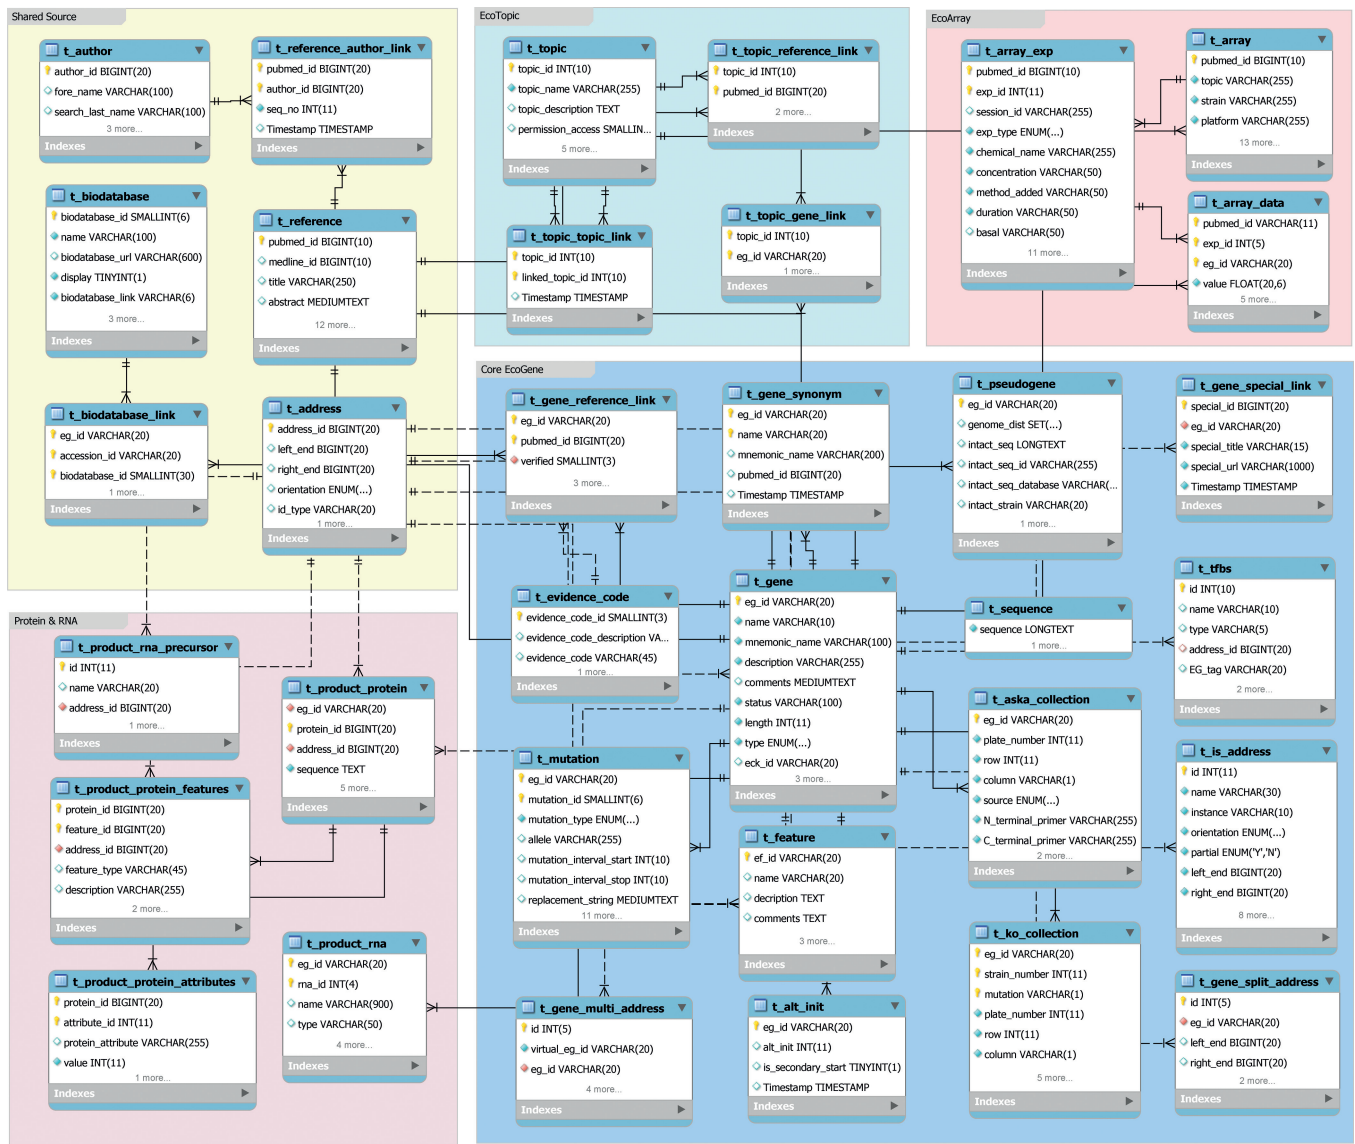 Shared Source
t_author
author_id BIGINT(20)
fore_name VARCHAR(100)
search_last_name VARCHAR(100)
3 more...
Indexes
t_reference_author_link
pubmed_id BIGINT(20)
author_id BIGINT(20)
seq_no INT(11)
Timestamp TIMESTAMP
Indexes
t_biodatabase
biodatabase_id SMALLINT(6)
name VARCHAR(100)
biodatabase_url VARCHAR(600)
display TINYINT(1)
biodatabase_link VARCHAR(6)
3 more...
Indexes
t_reference
pubmed_id BIGINT(10)
medline_id BIGINT(10)
title VARCHAR(250)
abstract MEDIUMTEXT
12 more...
Indexes
t_biodatabase_link
eg_id VARCHAR(20)
accession_id VARCHAR(20)
biodatabase_id SMALLINT(30)
1 more...
Indexes
t_address
address_id BIGINT(20)
left_end BIGINT(20)
right_end BIGINT(20)
orientation ENUM(...)
id_type VARCHAR(20)
1 more...
Indexes
EcoTopic
t_topic
topic_id INT(10)
topic_name VARCHAR(255)
topic_description TEXT
permission_access SMALLIN...
5 more...
Indexes
t_topic_reference_link
topic_id INT(10)
pubmed_id BIGINT(20)
2 more...
Indexes
t_topic_topic_link
topic_id INT(10)
linked_topic_id INT(10)
Timestamp TIMESTAMP
Indexes
t_topic_gene_link
topic_id INT(10)
eg_id VARCHAR(20)
1 more...
Indexes
EcoArray
t_array_exp
pubmed_id BIGINT(10)
exp_id INT(11)
session_id VARCHAR(255)
exp_type ENUM(...)
chemical_name VARCHAR(255)
concentration VARCHAR(50)
method_added VARCHAR(50)
duration VARCHAR(50)
basal VARCHAR(50)
11 more...
Indexes
t_array
pubmed_id BIGINT(10)
topic VARCHAR(255)
strain VARCHAR(255)
platform VARCHAR(255)
13 more...
Indexes
t_array_data
pubmed_id VARCHAR(11)
exp_id INT(5)
eg_id VARCHAR(20)
value FLOAT(20,6)
5 more...
Indexes
Core EcoGene
t_gene_reference_link
eg_id VARCHAR(20)
pubmed_id BIGINT(20)
verified SMALLINT(3)
3 more...
Indexes
t_gene_synonym
eg_id VARCHAR(20)
name VARCHAR(20)
mnemonic_name VARCHAR(200)
pubmed_id BIGINT(20)
Timestamp TIMESTAMP
Indexes
t_pseudogene
eg_id VARCHAR(20)
genome_dist SET(...)
intact_seq LONGTEXT
intact_seq_id VARCHAR(255)
intact_seq_database VARCHAR(...
intact_strain VARCHAR(20)
1 more...
Indexes
t_gene_special_link
special_id BIGINT(20)
eg_id VARCHAR(20)
special_title VARCHAR(15)
special_url VARCHAR(1000)
Timestamp TIMESTAMP
Indexes
t_evidence_code
evidence_code_id SMALLINT(3)
evidence_code_description VA...
evidence_code VARCHAR(45)
1 more...
Indexes
t_gene
eg_id VARCHAR(20)
name VARCHAR(10)
mnemonic_name VARCHAR(100)
description VARCHAR(255)
comments MEDIUMTEXT
status VARCHAR(100)
length INT(11)
type ENUM(...)
eck_id VARCHAR(20)
3 more...
Indexes
t_sequence
sequence LONGTEXT
1 more...
Indexes
t_tfbs
id INT(10)
name VARCHAR(10)
type VARCHAR(5)
address_id BIGINT(20)
EG_tag VARCHAR(20)
2 more...
Indexes
t_mutation
eg_id VARCHAR(20)
mutation_id SMALLINT(6)
mutation_type ENUM(...)
allele VARCHAR(255)
mutation_interval_start INT(10)
mutation_interval_stop INT(10)
replacement_string MEDIUMTEXT
11 more...
Indexes
t_feature
ef_id VARCHAR(20)
name VARCHAR(20)
decription TEXT
comments TEXT
3 more...
Indexes
t_aska_collection
eg_id VARCHAR(20)
plate_number INT(11)
row INT(11)
column VARCHAR(1)
source ENUM(...)
N_terminal_primer VARCHAR(255)
C_terminal_primer VARCHAR(255)
2 more...
Indexes
t_is_address
id INT(11)
name VARCHAR(30)
instance VARCHAR(10)
orientation ENUM(...)
partial ENUM('Y','N')
left_end BIGINT(20)
right_end BIGINT(20)
8 more...
Indexes
t_gene_multi_address
id INT(5)
virtual_eg_id VARCHAR(20)
eg_id VARCHAR(20)
4 more...
Indexes
t_alt_init
eg_id VARCHAR(20)
alt_init INT(11)
is_secondary_start TINYINT(1)
Timestamp TIMESTAMP
Indexes
t_ko_collection
eg_id VARCHAR(20)
strain_number INT(11)
mutation VARCHAR(1)
plate_number INT(11)
row INT(11)
column VARCHAR(1)
5 more...
Indexes
t_gene_split_address
id INT(5)
eg_id VARCHAR(20)
left_end BIGINT(20)
right_end BIGINT(20)
2 more...
Indexes
Protein & RNA
t_product_rna_precursor
id INT(11)
name VARCHAR(20)
address_id BIGINT(20)
1 more...
Indexes
t_product_protein
eg_id VARCHAR(20)
protein_id BIGINT(20)
address_id BIGINT(20)
sequence TEXT
5 more...
Indexes
t_product_protein_features
protein_id BIGINT(20)
feature_id BIGINT(20)
address_id BIGINT(20)
feature_type VARCHAR(45)
description VARCHAR(255)
2 more...
Indexes
t_product_rna
eg_id VARCHAR(20)
rna_id INT(4)
name VARCHAR(900)
type VARCHAR(50)
4 more...
Indexes
t_product_protein_attributes
protein_id BIGINT(20)
attribute_id INT(11)
protein_attribute VARCHAR(255)
value INT(11)
1 more...
Indexes